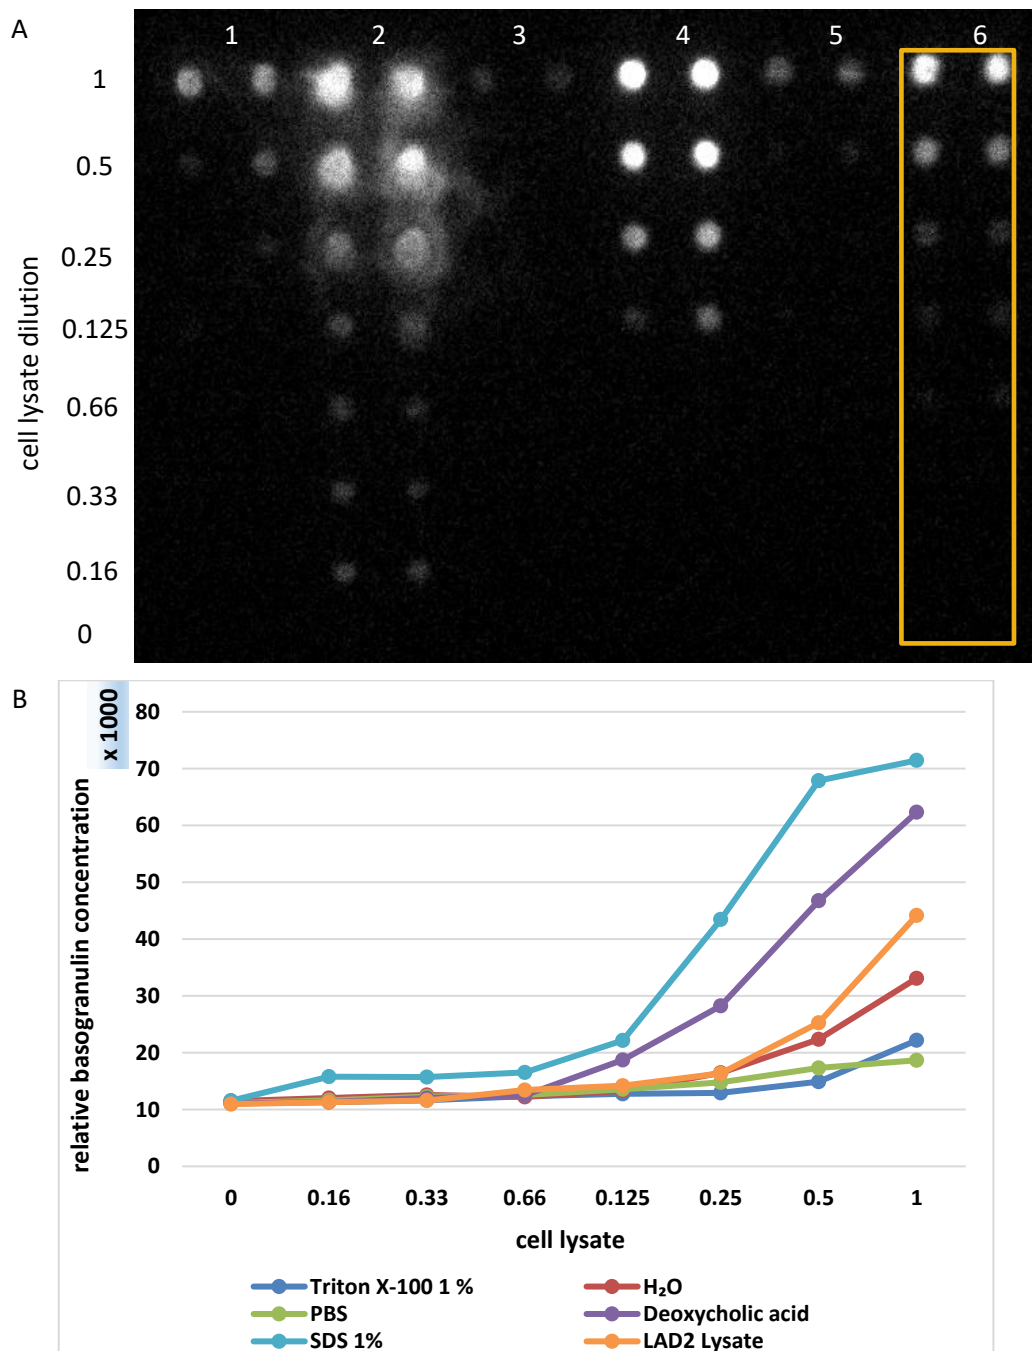 A
1 2 3 4 5 6
1
0.5
0.25
0.125
0.66
0.33
0.16
0
cell lysate dilution
B
x 1000
relative basogranulin concentration
80
70
60
50
40
30
20
10
0
0 0.16 0.33 0.66 0.125 0.25 0.5 1
cell lysate
Triton X-100 1 % H₂O
PBS Deoxycholic acid
SDS 1% LAD2 Lysate